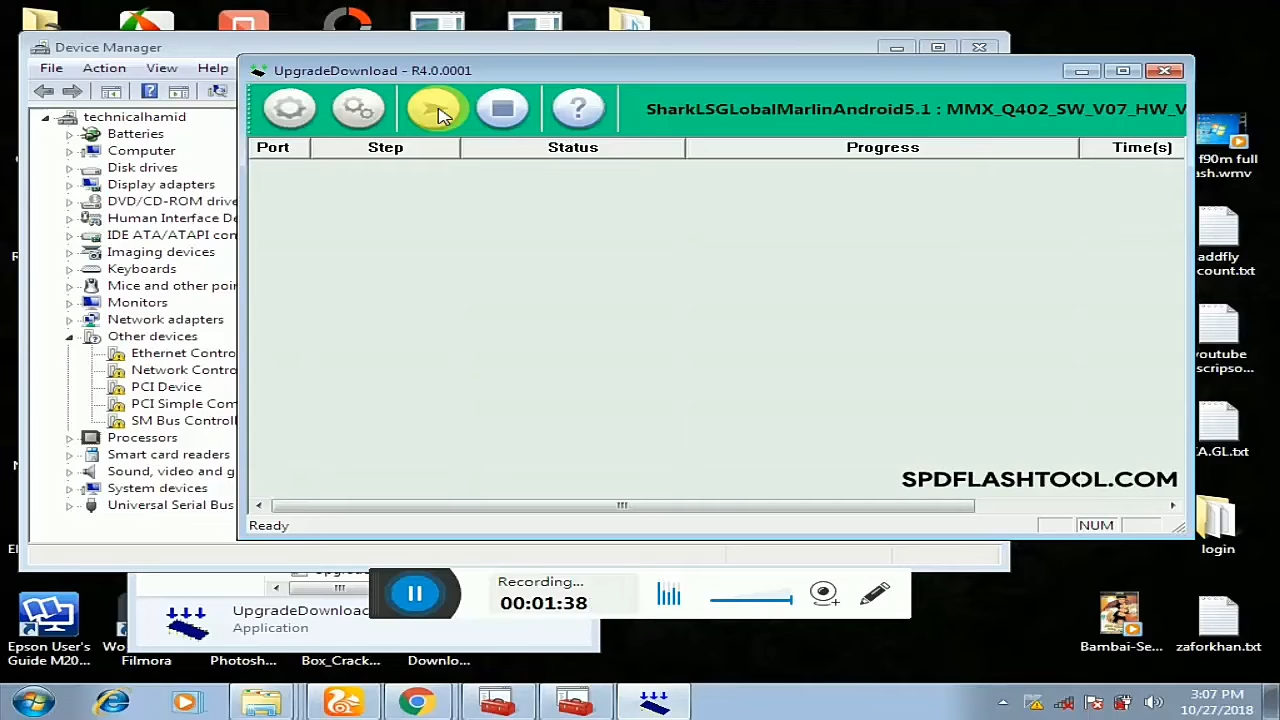 Device Manager
File Action View Help
technicalhamid
Batteries
Computer
Disk drives
Display adapters
DVD/CD-ROM drive
Human Interface De
IDE ATA/ATAPI con
Imaging devices
Keyboards
Mice and other poin
Monitors
Network adapters
Other devices
Ethernet Contro
Network Contro
PCI Device
PCI Simple Com
SM Bus Controll
Processors
Smart card readers
Sound, video and g
System devices
Universal Serial Bus
UpgradeDownload - R4.0.0001
SharkLSGLobalMarlinAndroid5.1 : MMX_Q402_SW_V07_HW_V
Port Step Status Progress Time(s)
SPDFLASHTOOL.COM
Ready
NUM
UpgradeDownload
Application
Recording...
00:01:38
f90m full
ash.wmv
addfly
count.txt
youtube
scripso...
A.GL.txt
login
Epson User's
Guide M20...
Wo
Filmora
Photosh...
Box_Crack...
Downlo...
Bambai-Se...
zaforkhan.txt
3:07 PM
10/27/2018